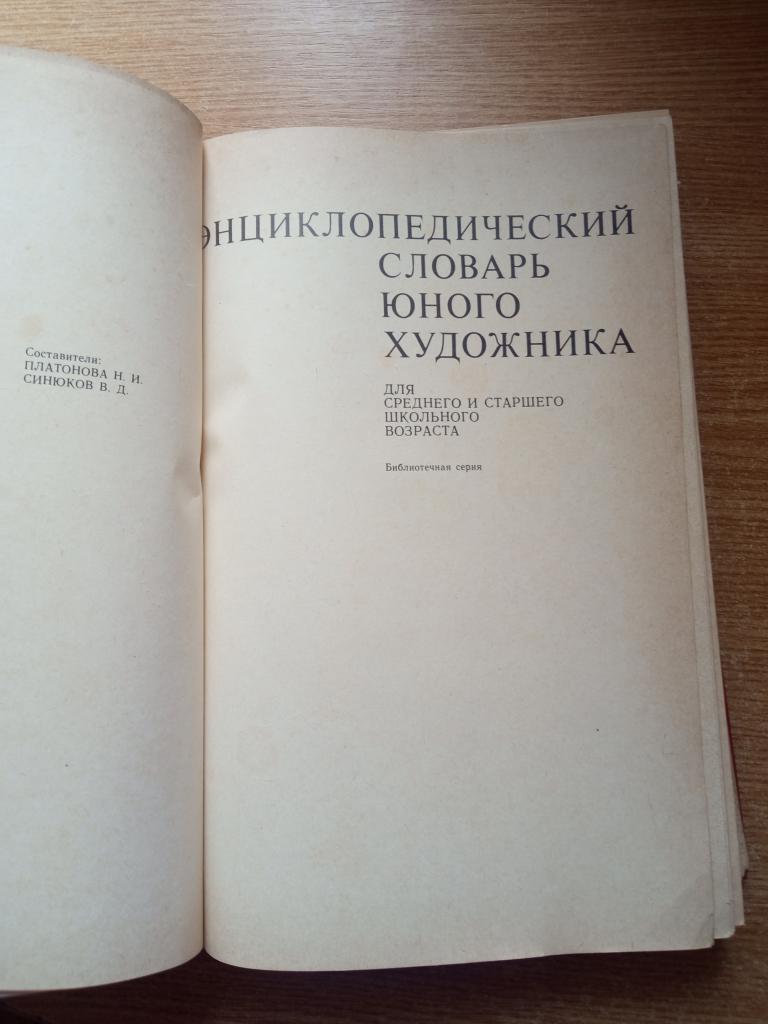 Составители:
ПЛАТОНОВА Н. И.
СИНЮКОВ В. Д.
ЭНЦИКЛОПЕДИЧЕСКИЙ
СЛОВАРЬ
ЮНОГО
ХУДОЖНИКА
ДЛЯ
СРЕДНЕГО И СТАРШЕГО
ШКОЛЬНОГО
ВОЗРАСТА
Библиотечная серия